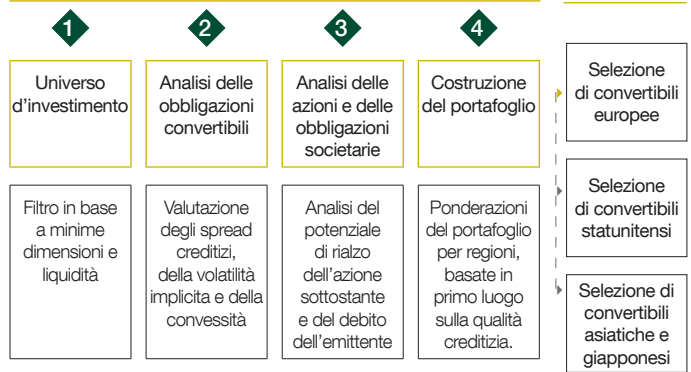 1
Universo
d'investimento
Filtro in base
a minime
dimensioni e
liquidità
2
Analisi delle
obbligazioni
convertibili
Valutazione
degli spread
creditizi,
della volatilità
implicita e della
convessità
3
Analisi delle
azioni e delle
obbligazioni
societarie
Analisi del
potenziale
di rialzo
dell'azione
sottostante
e del debito
dell'emittente
4
Costruzione
del portafoglio
Ponderazioni
del portafoglio
per regioni,
basate in
primo luogo
sulla qualità
creditizia.
Selezione
di convertibili
europee
Selezione
di convertibili
statunitensi
Selezione di
convertibili
asiatiche e
giapponesi